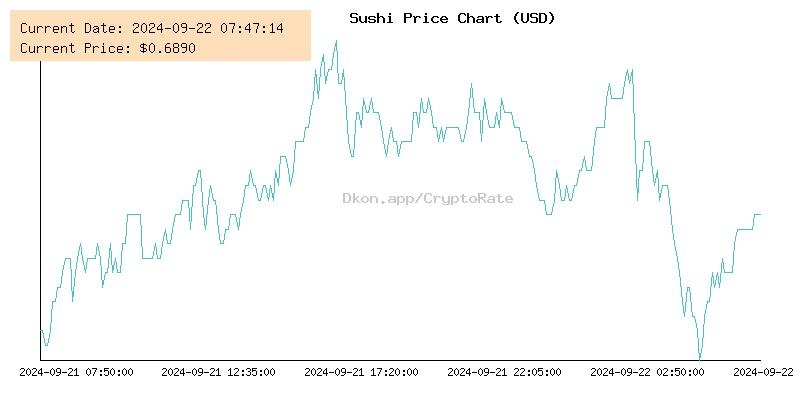 Sushi Price Chart (USD)
Current Date: 2024-09-22 07:47:14
Current Price: $0.6890
Dkon.app/CryptoRate
2024-09-21 07:50:00 2024-09-21 12:35:00 2024-09-21 17:20:00 2024-09-21 22:05:00 2024-09-22 02:50:00 2024-09-22